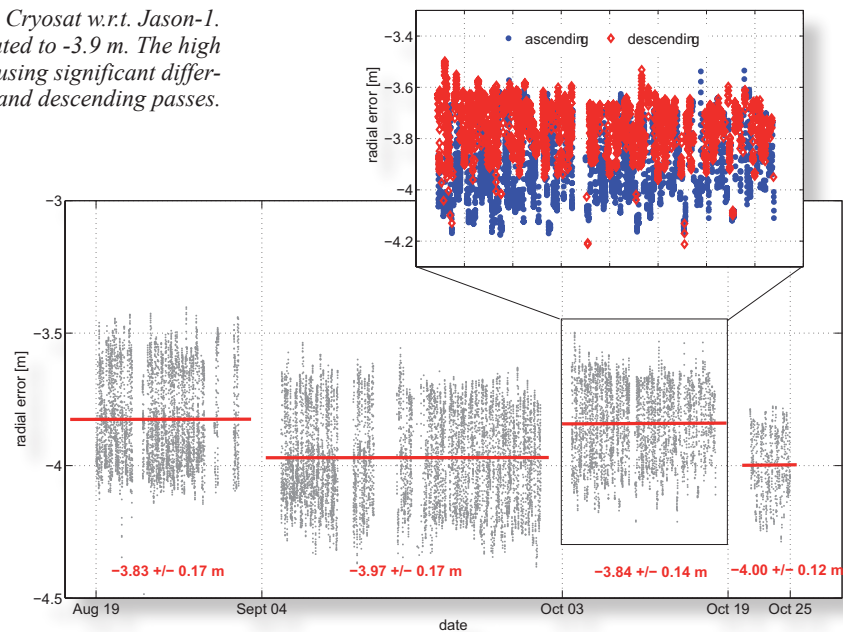 Cryosat w.r.t. Jason-1.
ated to -3.9 m. The high
using significant differ-
and descending passes.
ascending descending
−3.4
−3.6
−3.8
−4
−4.2
radial error [m]
−3
−3.5
−4
−4.5
radial error [m]
−3.83 +/− 0.17 m
−3.97 +/− 0.17 m
−3.84 +/− 0.14 m
−4.00 +/− 0.12 m
Aug 19 Sept 04 Oct 03 Oct 19 Oct 25
date